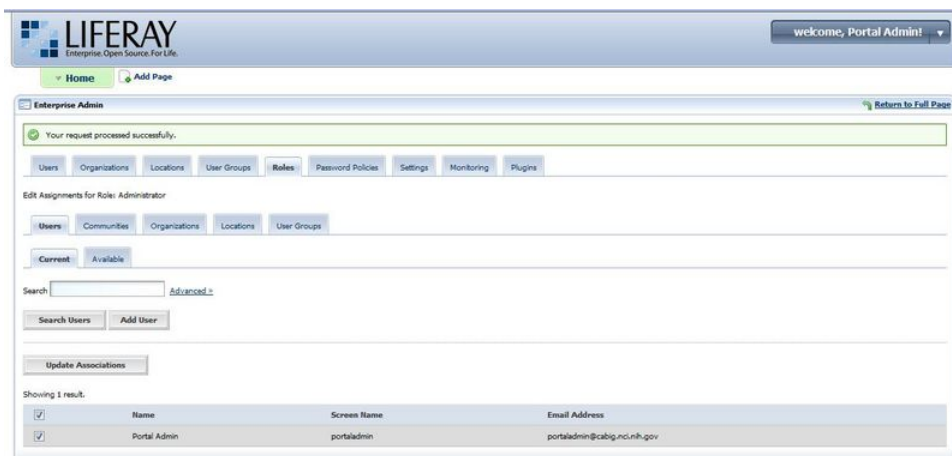 LIFERAY
Enterprise. Open Source. For Life.
welcome, Portal Admin!
Home Add Page
Enterprise Admin Return to Full Page
Your request processed successfully.
Users Organizations Locations User Groups Roles Password Policies Settings Monitoring Plugins
Edit Assignments for Role: Administrator
Users Communities Organizations Locations User Groups
Current Available
Search Advanced »
Search Users Add User
Update Associations
Showing 1 result.
Name Screen Name Email Address
Portal Admin portaladmin portaladmin@cabig.nci.nih.gov